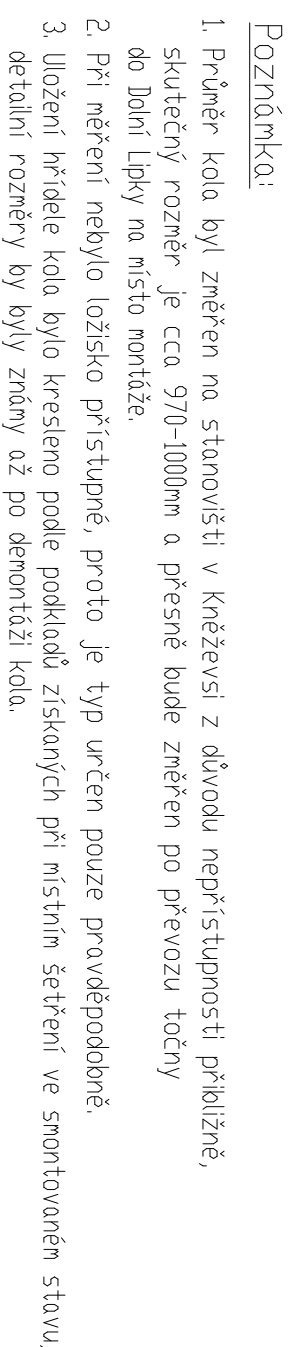 Poznámka:
1. Průměr kola byl změřen na stanovišti v Kněževsi z důvodu nepřístupnosti přibližně,
skutečný rozměr je cca 970-1000mm a přesně bude změřen po převozu točny
do Dolní Lipky na místo montáže.
2. Při měření nebylo ložisko přístupné, proto je typ určen pouze pravděpodobně.
3. Uložení hřídele kola bylo kresleno podle podkladů získaných při místním šetření ve smontovaném stavu,
detailní rozměry by byly známy až po demontáži kola.